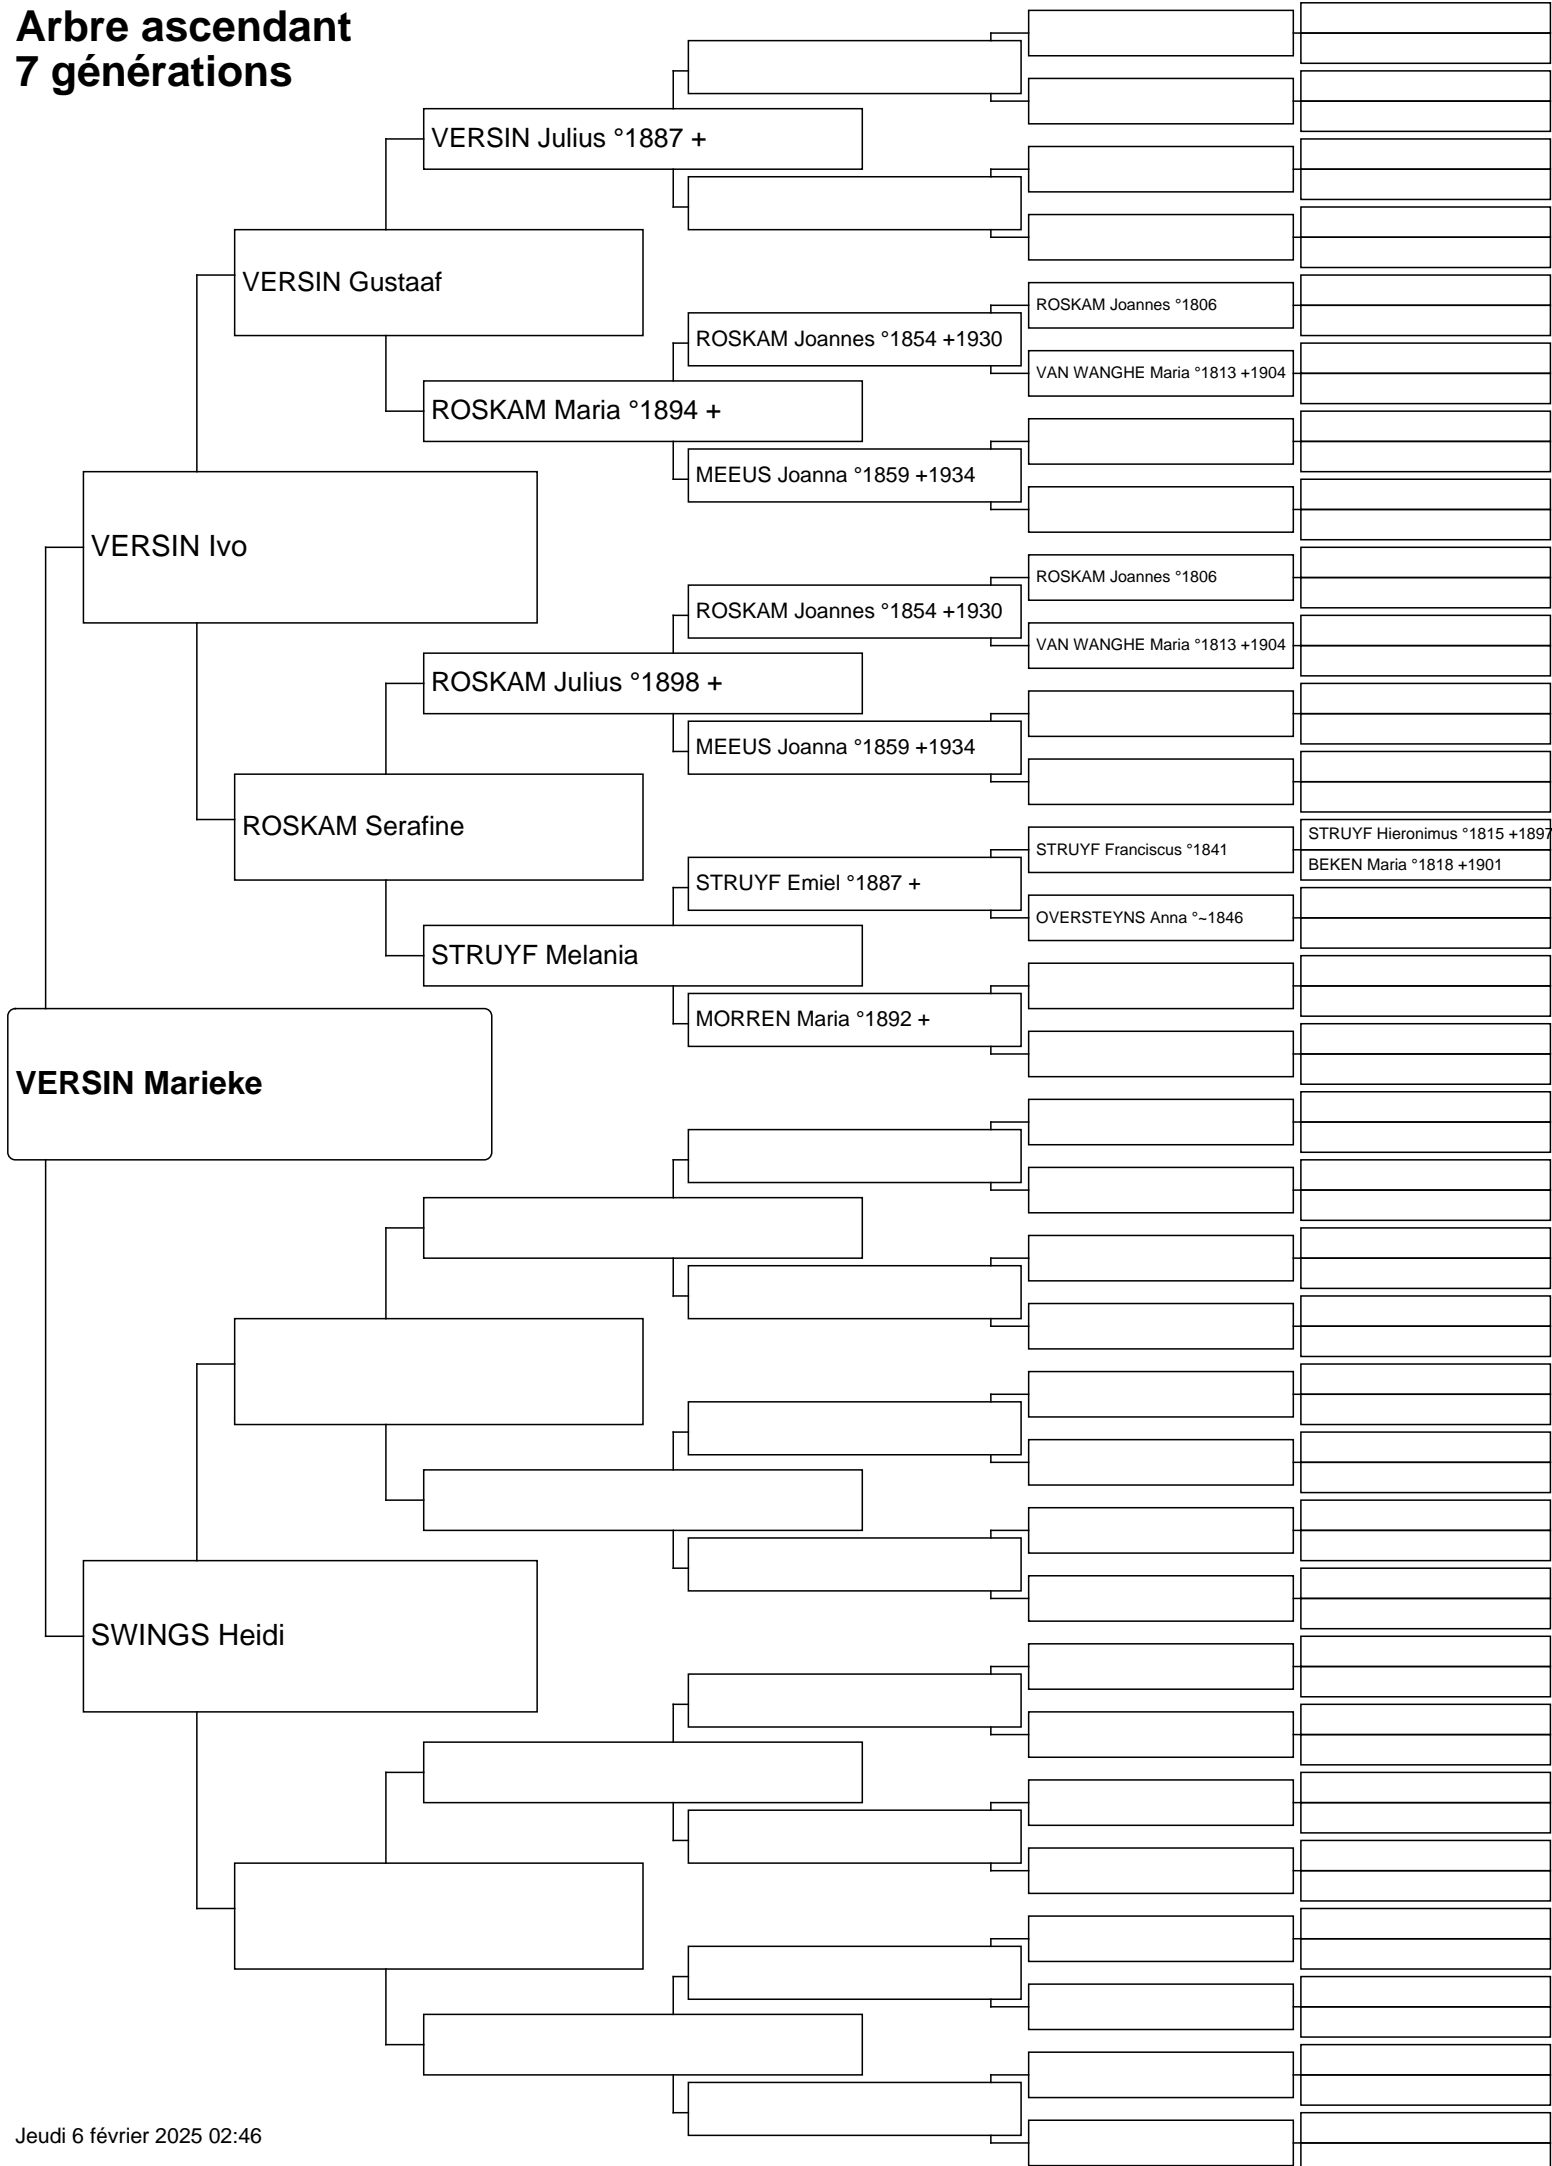 Arbre ascendant
7 générations
VERSIN Julius °1887 +
VERSIN Gustaaf
ROSKAM Joannes °1806
ROSKAM Joannes °1854 +1930
VAN WANGHE Maria °1813 +1904
ROSKAM Maria °1894 +
MEEUS Joanna °1859 +1934
VERSIN Ivo
ROSKAM Joannes °1806
ROSKAM Joannes °1854 +1930
VAN WANGHE Maria °1813 +1904
ROSKAM Julius °1898 +
MEEUS Joanna °1859 +1934
ROSKAM Serafine
STRUYF Hieronimus °1815 +1897
STRUYF Franciscus °1841
BEKEN Maria °1818 +1901
STRUYF Emiel °1887 +
OVERSTEYNS Anna °~1846
STRUYF Melania
MORREN Maria °1892 +
VERSIN Marieke
SWINGS Heidi
Jeudi 6 février 2025 02:46